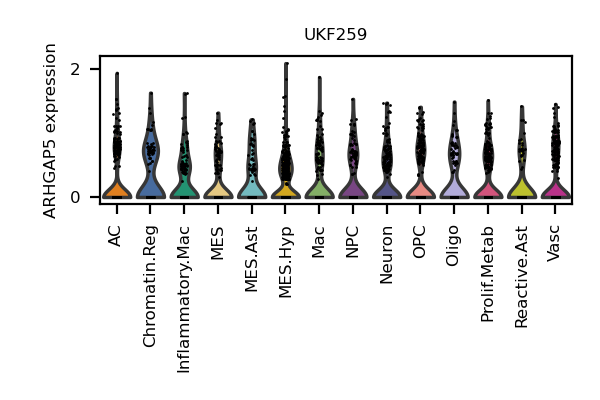 UKF259
ARHGAP5 expression
2
0
AC
Chromatin.Reg
Inflammatory.Mac
MES
MES.Ast
MES.Hyp
Mac
NPC
Neuron
OPC
Oligo
Prolif.Metab
Reactive.Ast
Vasc